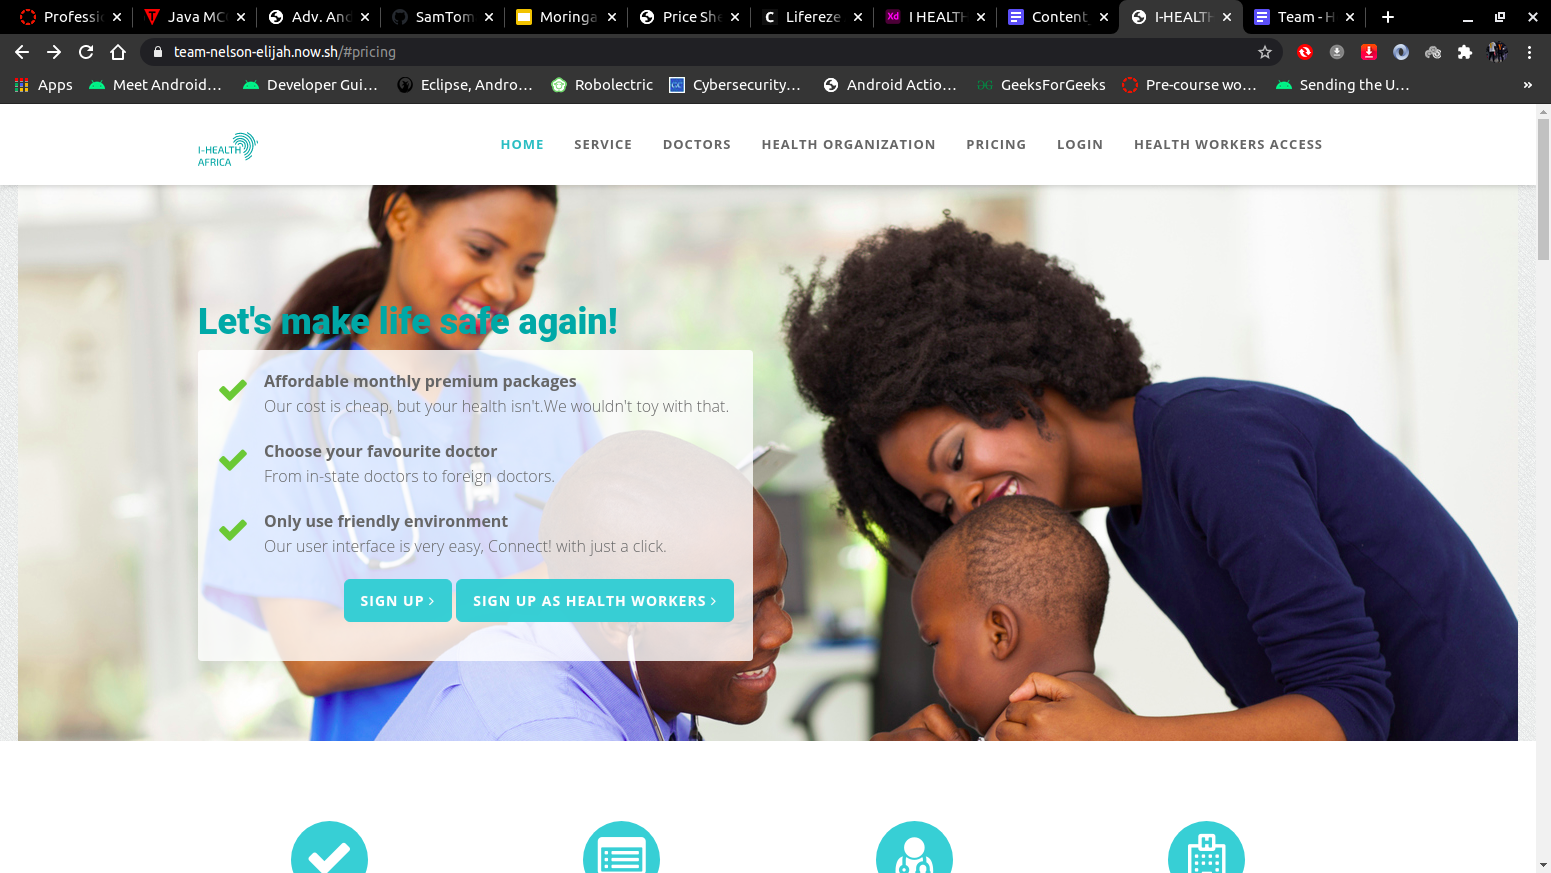 Professi
Java MC
Adv. And
SamTom
Moringa
Price She
Lifereze
I HEALTH
Content_
I-HEALTH
Team - H
team-nelson-elijah.now.sh/#pricing
Apps
Meet Android...
Developer Gui...
Eclipse, Andro...
Robolectric
Cybersecurity...
Android Actio...
GeeksForGeeks
Pre-course wo...
Sending the U...
»
I-HEALTH
AFRICA
HOME
SERVICE
DOCTORS
HEALTH ORGANIZATION
PRICING
LOGIN
HEALTH WORKERS ACCESS
Let's make life safe again!
Affordable monthly premium packages
Our cost is cheap, but your health isn't.We wouldn't toy with that.
Choose your favourite doctor
From in-state doctors to foreign doctors.
Only use friendly environment
Our user interface is very easy, Connect! with just a click.
SIGN UP >
SIGN UP AS HEALTH WORKERS >